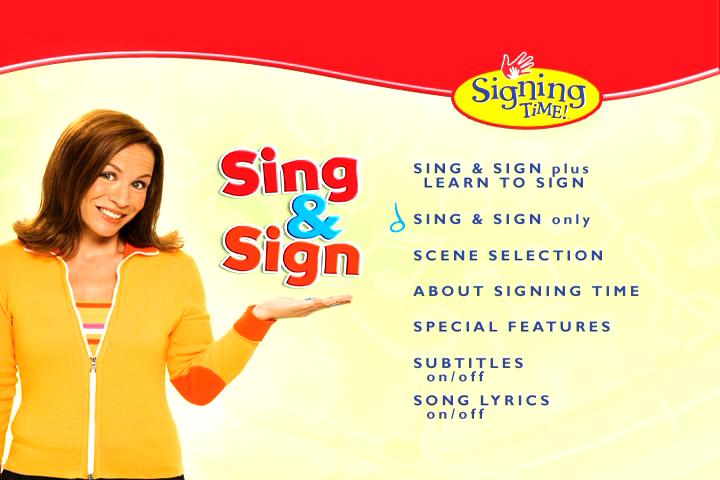 Signing
TiME!
Sing
&
Sign
SING & SIGN plus
LEARN TO SIGN
SING & SIGN only
SCENE SELECTION
ABOUT SIGNING TIME
SPECIAL FEATURES
SUBTITLES
on/off
SONG LYRICS
on/off